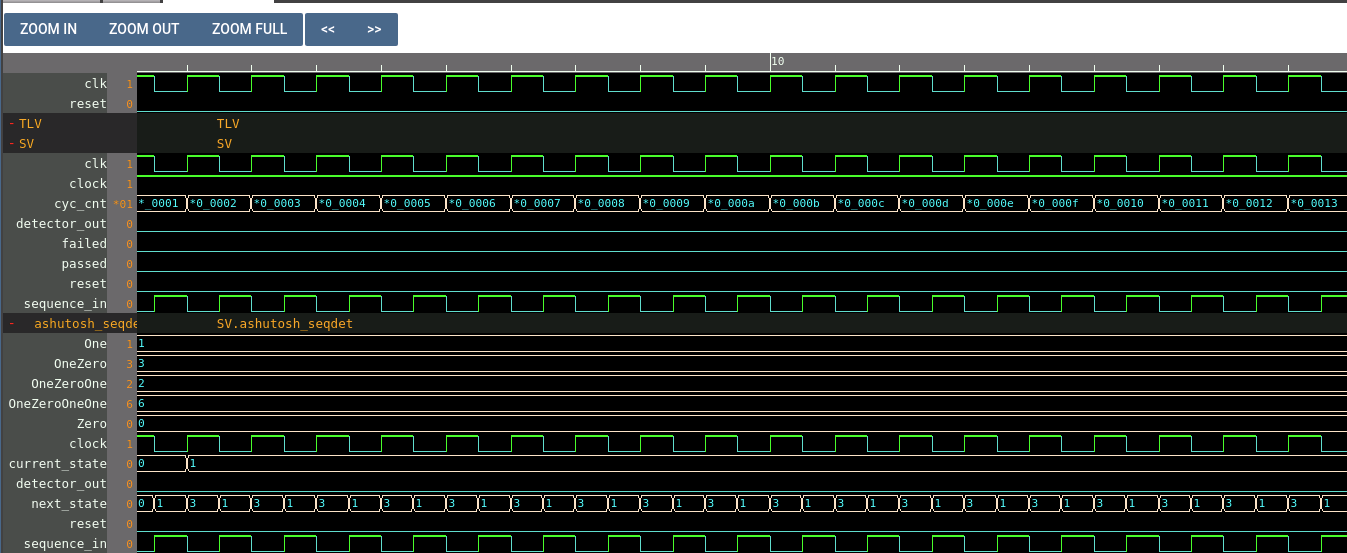 ZOOM IN ZOOM OUT ZOOM FULL << >>
10
clk 1
reset 0
- TLV TLV
- SV SV
clk 1
clock 1
cyc_cnt *01 *_0001 *0_0002 *0_0003 *0_0004 *0_0005 *0_0006 *0_0007 *0_0008 *0_0009 *0_000a *0_000b *0_000c *0_000d *0_000e *0_000f *0_0010 *0_0011 *0_0012 *0_0013
detector_out 0
failed 0
passed 0
reset 0
sequence_in 0
- ashutosh_seqde SV.ashutosh_seqdet
One 1 1
OneZero 3 3
OneZeroOne 2 2
OneZeroOneOne 6 6
Zero 0 0
clock 1
current_state 0 0 1
detector_out 0
next_state 0 0 1 3 1 3 1 3 1 3 1 3 1 3 1 3 1 3 1 3 1 3 1 3 1 3 1 3 1 3 1 3 1 3 1 3 1 3 1
reset 0
sequence_in 0